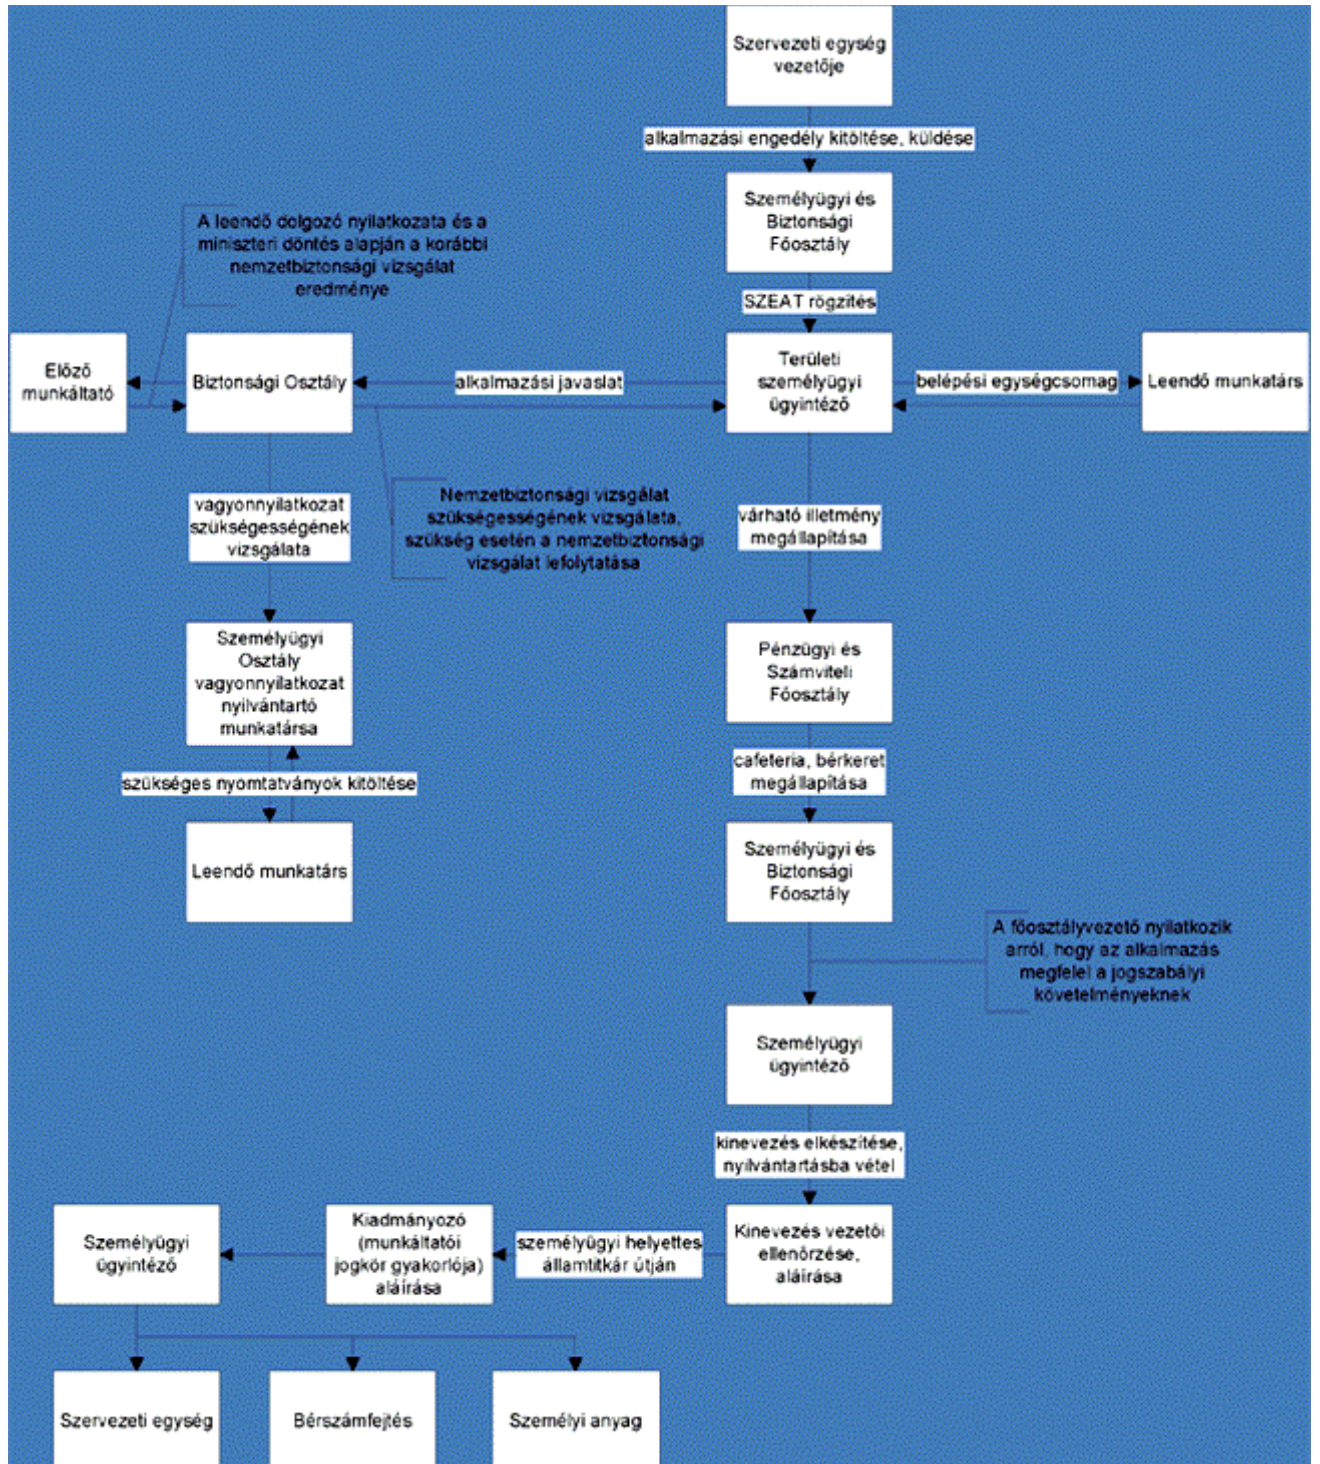 Szervezeti egység
vezetője
alkalmazási engedély kitöltése, küldése
Személyügyi és
Biztonsági
Főosztály
A leendő dolgozó nyilatkozata és a
miniszteri döntés alapján a korábbi
nemzetbiztonsági vizsgálat
eredménye
SZEAT rögzítés
Előző
munkáltató
Biztonsági Osztály
alkalmazási javaslat
Területi
személyügyi
ügyintéző
belépési egységcsomag
Leendő munkatárs
vagyonnyilatkozat
szükségességének
vizsgálata
Nemzetbiztonsági vizsgálat
szükségességének vizsgálata,
szükség esetén a nemzetbiztonsági
vizsgálat lefolytatása
várható illetmény
megállapítása
Személyügyi
Osztály
vagyonnyilatkozat
nyilvántartó
munkatársa
Pénzügyi és
Számviteli
Főosztály
szükséges nyomtatványok kitöltése
cafeteria, bérkeret
megállapítása
Leendő munkatárs
Személyügyi és
Biztonsági
Főosztály
A főosztályvezető nyilatkozik
arról, hogy az alkalmazás
megfelel a jogszabályi
követelményeknek
Személyügyi
ügyintéző
kinevezés elkészítése,
nyilvántartásba vétel
Személyügyi
ügyintéző
Kiadmányozó
(munkáltatói
jogkör gyakorlója)
aláírása
személyügyi helyettes
államtitkár útján
Kinevezés vezetői
ellenőrzése,
aláírása
Szervezeti egység
Bérszámfejtés
Személyi anyag